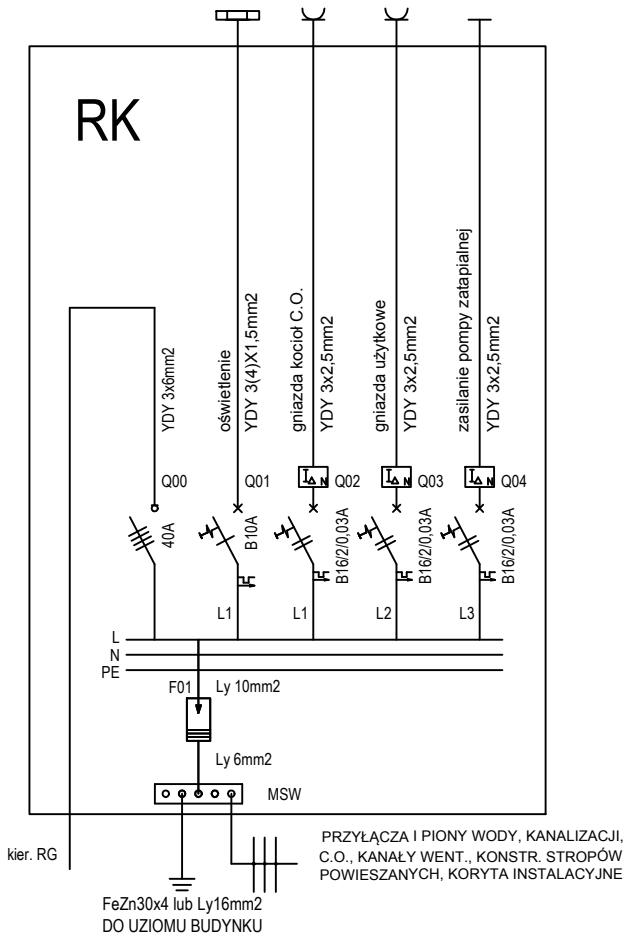 RK
YDY 3x6mm2
oświetlenie
YDY 3(4)X1,5mm2
gniazda kocioł C.O.
YDY 3x2,5mm2
gniazda użytkowe
YDY 3x2,5mm2
zasilanie pompy zatapialnej
YDY 3x2,5mm2
Q00
Q01
I△ N
Q02
I△ N
Q03
I△ N
Q04
40A
B10A
B16/2/0,03A
B16/2/0,03A
B16/2/0,03A
L1
L1
L2
L3
L
N
PE
F01
Ly 10mm2
Ly 6mm2
MSW
kier. RG
PRZYŁĄCZA I PIONY WODY, KANALIZACJI,
C.O., KANAŁY WENT., KONSTR. STROPÓW
POWIESZANYCH, KORYTA INSTALACYJNE
FeZn30x4 lub Ly16mm2
DO UZIOMU BUDYNKU